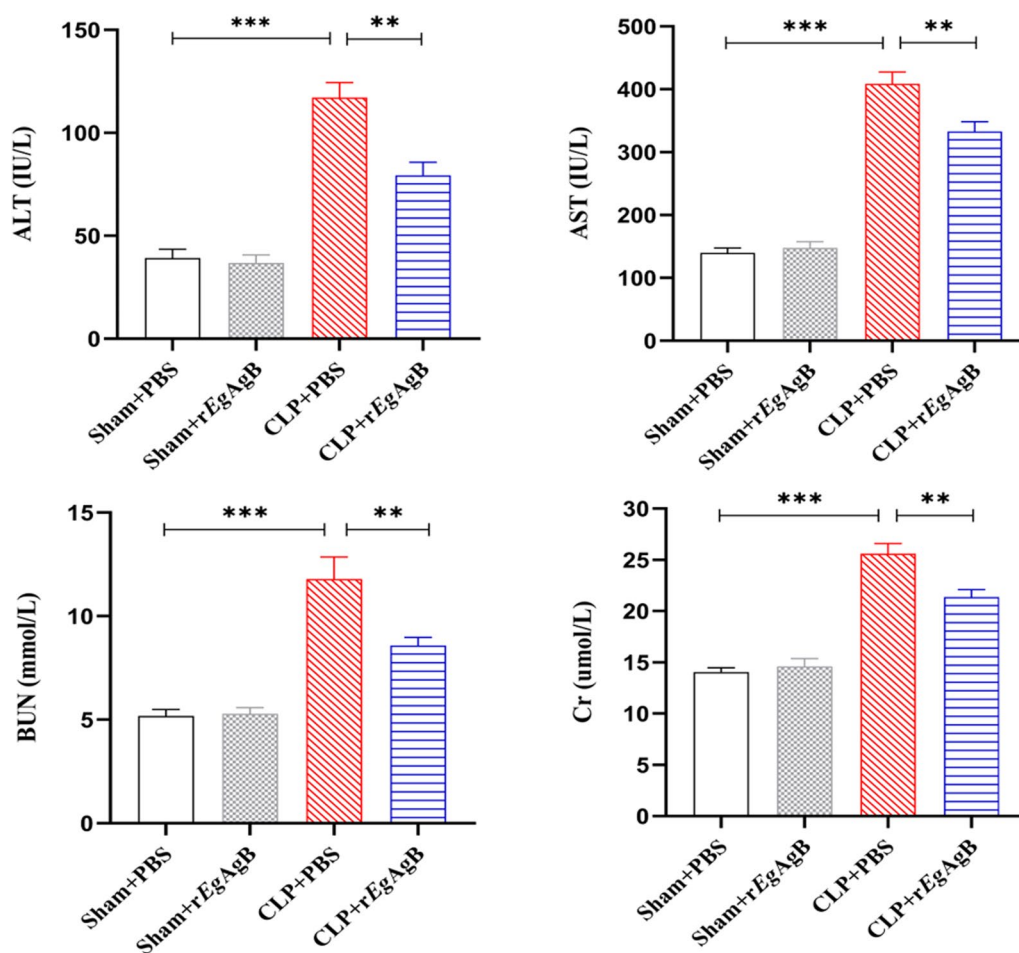 ALT (IU/L)
150
100
50
0
*** **
Sham+PBS
Sham+rEgAgB
CLP+PBS
CLP+rEgAgB
AST (IU/L)
500
400
300
200
100
0
*** **
Sham+PBS
Sham+rEgAgB
CLP+PBS
CLP+rEgAgB
BUN (mmol/L)
15
10
5
0
*** **
Sham+PBS
Sham+rEgAgB
CLP+PBS
CLP+rEgAgB
Cr (umol/L)
30
25
20
15
10
5
0
*** **
Sham+PBS
Sham+rEgAgB
CLP+PBS
CLP+rEgAgB